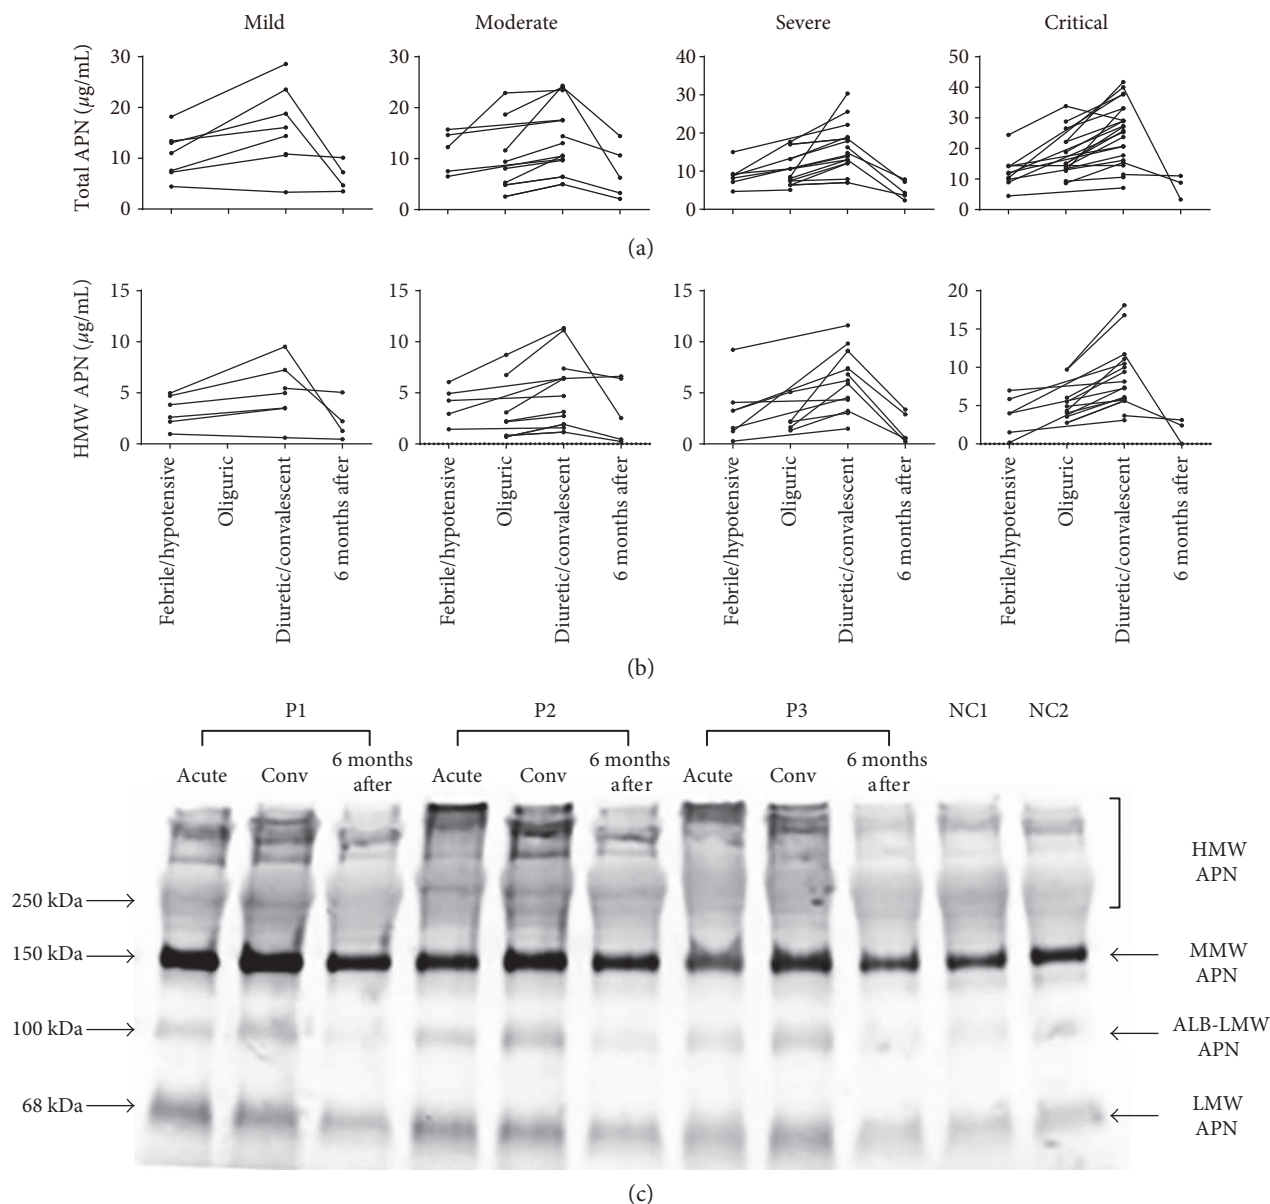 Mild Moderate Severe Critical
Total APN (μg/mL)
30 30 40 50
20 20 30 40
10 10 20 30
0 0 10 20
0 10
0
(a)
HMW APN (μg/mL)
15 15 15 20
10 10 10 15
5 5 5 10
0 0 0 5
0
Febrile/hypotensive
Oliguric
Diuretic/convalescent
6 months after
Febrile/hypotensive
Oliguric
Diuretic/convalescent
6 months after
Febrile/hypotensive
Oliguric
Diuretic/convalescent
6 months after
Febrile/hypotensive
Oliguric
Diuretic/convalescent
6 months after
(b)
P1 P2 P3 NC1 NC2
Acute Conv 6 months after Acute Conv 6 months after Acute Conv 6 months after
250 kDa
150 kDa
100 kDa
68 kDa
HMW
APN
MMW
APN
ALB-LMW
APN
LMW
APN
(c)